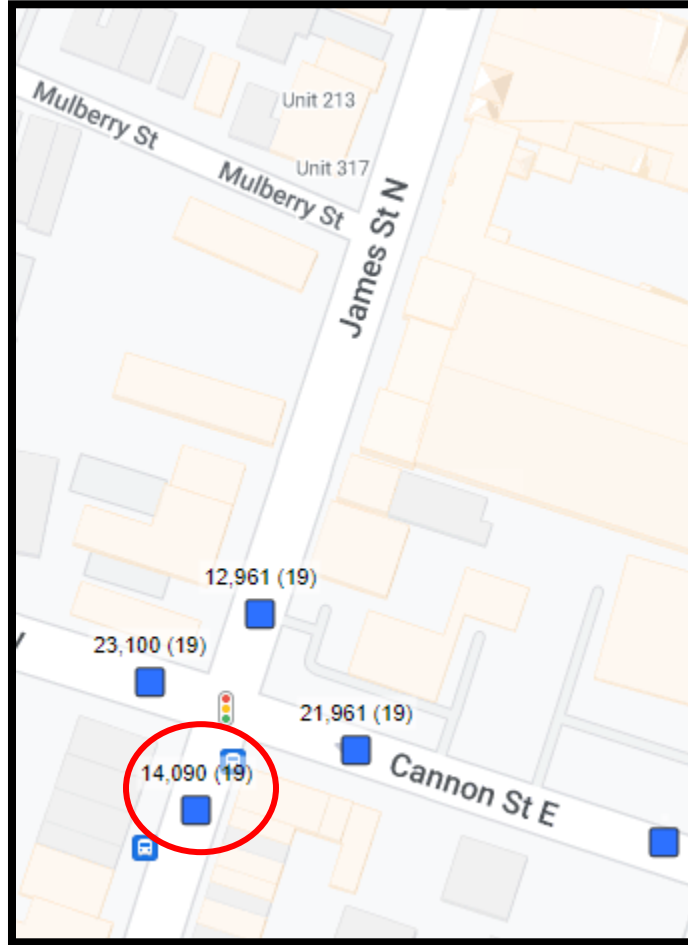 Unit 213
Mulberry St
Unit 317
Mulberry St
James St N
12,961 (19)
23,100 (19)
21,961 (19)
14,090 (19)
Cannon St E